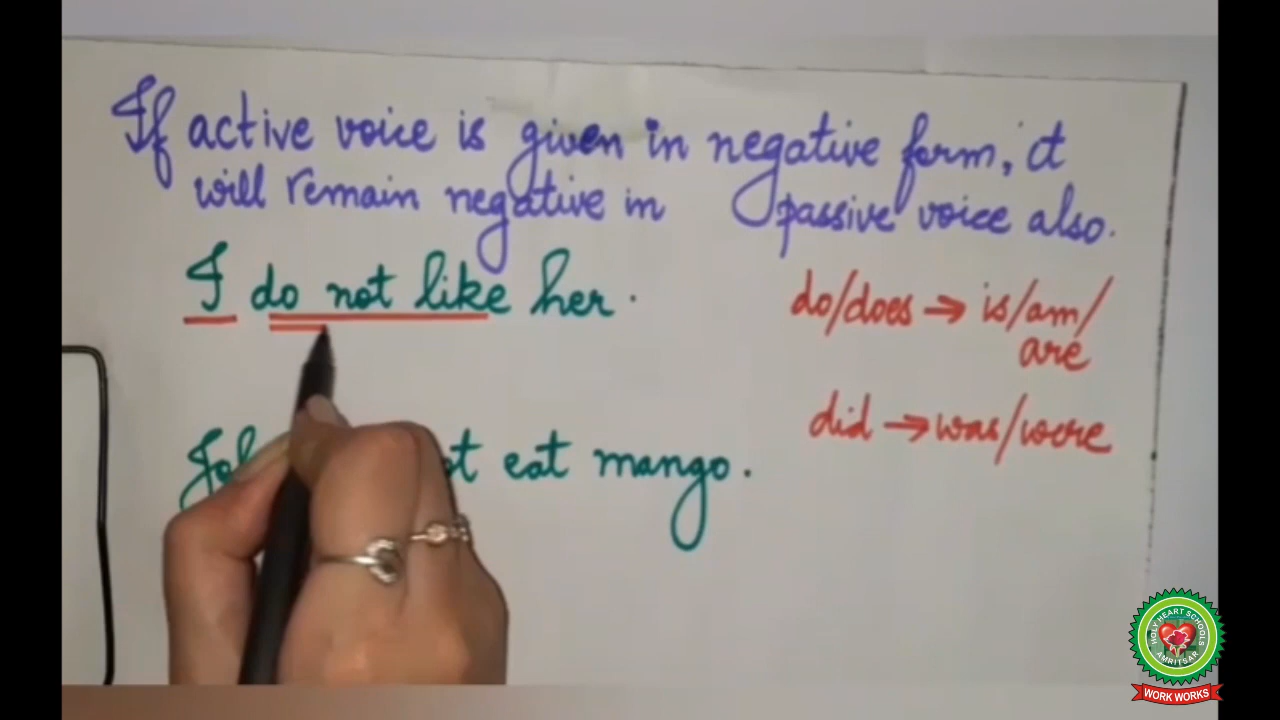 If active voice is given in negative form, it
will remain negative in passive voice also.
I do not like her.
do/does → is/am/
are
did → was/were
eat mango.
HOLY HEART SCHOOLS
AMRITSAR
WORK WORKS